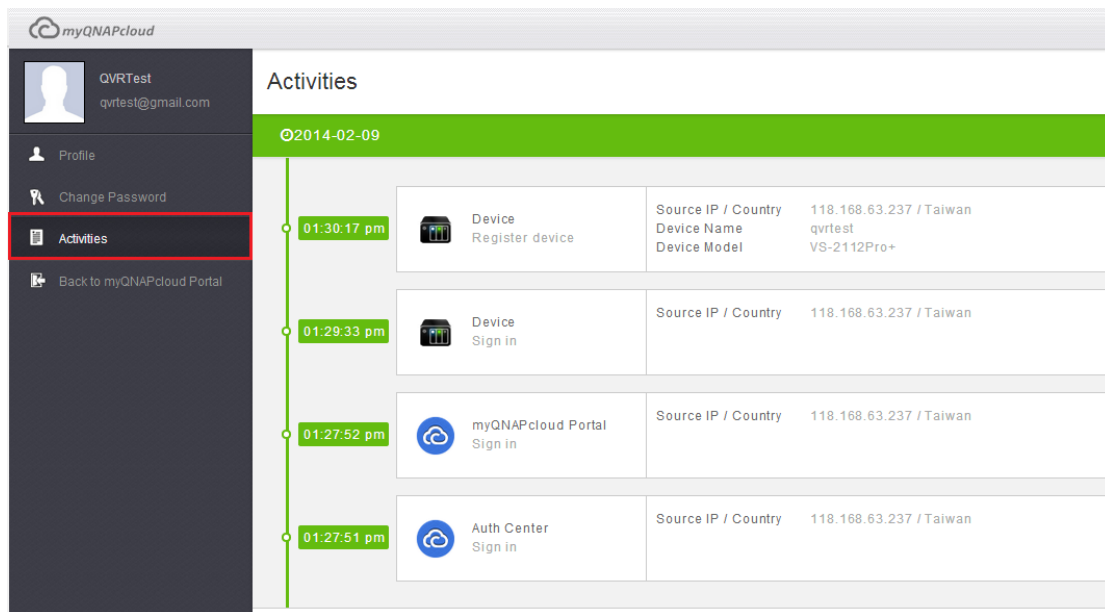 myQNAPcloud
QVRTest
qvrtest@gmail.com
Profile
Change Password
Activities
Back to myQNAPcloud Portal
Activities
2014-02-09
01:30:17 pm
Device
Register device
Source IP / Country 118.168.63.237 / Taiwan
Device Name qvrtest
Device Model VS-2112Pro+
01:29:33 pm
Device
Sign in
Source IP / Country 118.168.63.237 / Taiwan
01:27:52 pm
myQNAPcloud Portal
Sign in
Source IP / Country 118.168.63.237 / Taiwan
01:27:51 pm
Auth Center
Sign in
Source IP / Country 118.168.63.237 / Taiwan